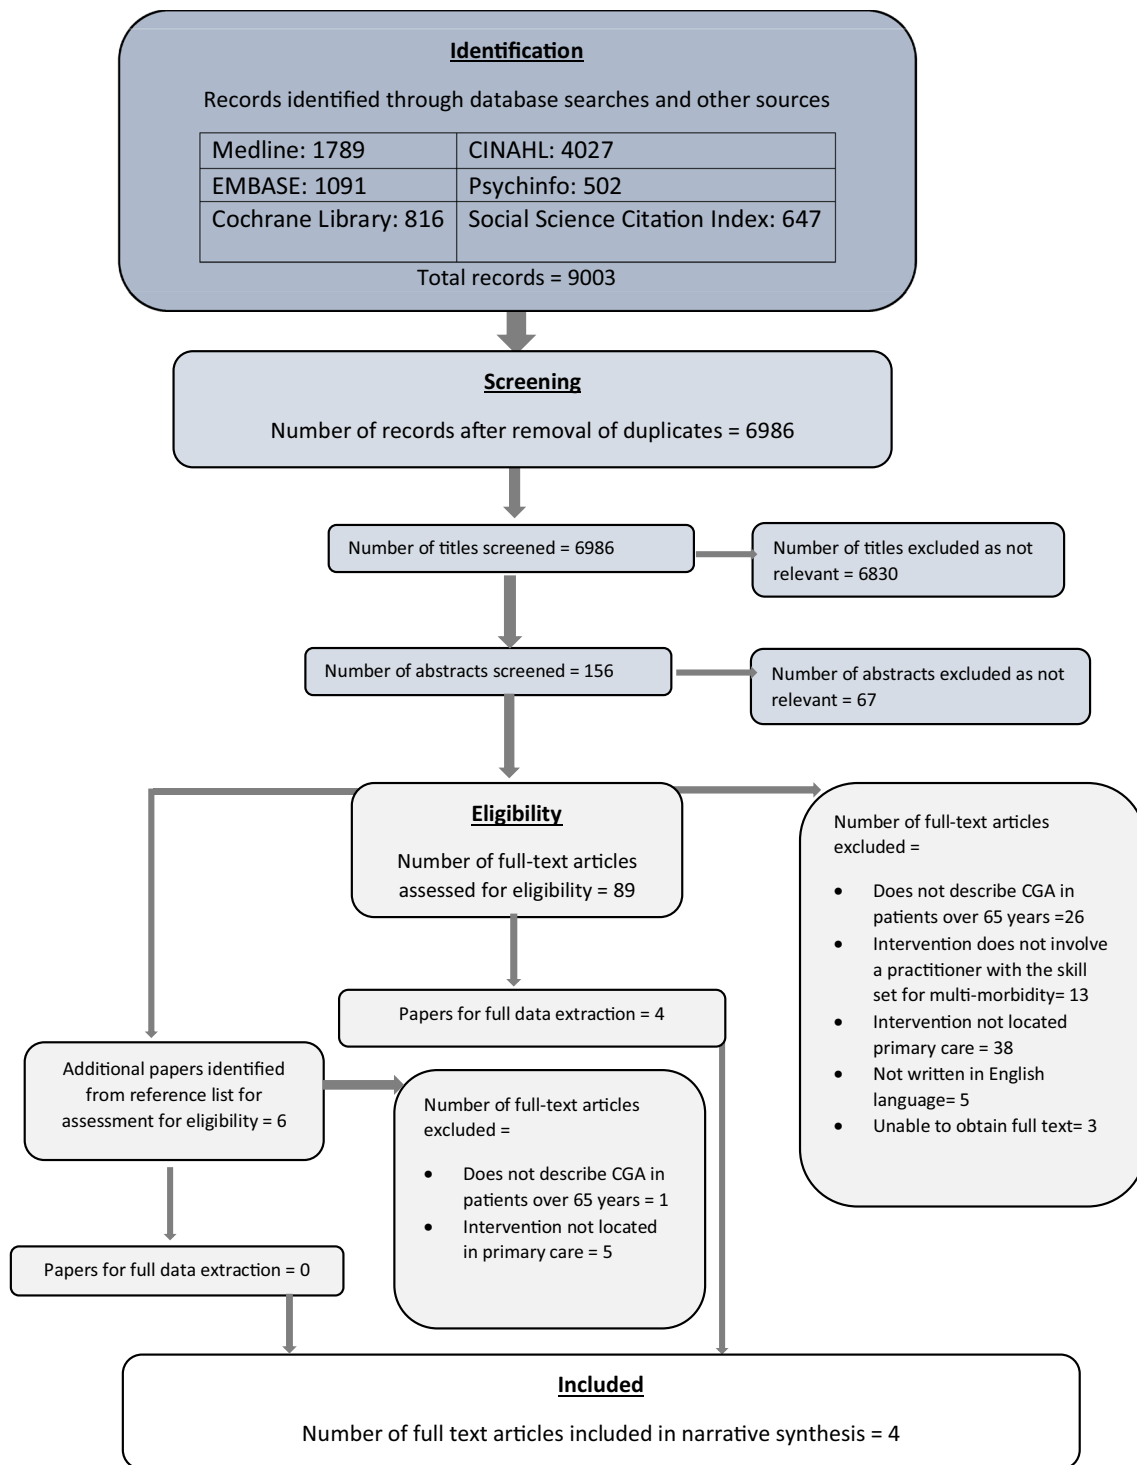 Identification
Records identified through database searches and other sources
Medline: 1789
CINAHL: 4027
EMBASE: 1091
Psychinfo: 502
Cochrane Library: 816
Social Science Citation Index: 647
Total records = 9003
Screening
Number of records after removal of duplicates = 6986
Number of titles screened = 6986
Number of titles excluded as not
relevant = 6830
Number of abstracts screened = 156
Number of abstracts excluded as not
relevant = 67
Eligibility
Number of full-text articles
assessed for eligibility = 89
Number of full-text articles
excluded =
• Does not describe CGA in
patients over 65 years =26
• Intervention does not involve
a practitioner with the skill
set for multi-morbidity= 13
• Intervention not located
primary care = 38
• Not written in English
language= 5
• Unable to obtain full text= 3
Papers for full data extraction = 4
Additional papers identified
from reference list for
assessment for eligibility = 6
Number of full-text articles
excluded =
• Does not describe CGA in
patients over 65 years = 1
• Intervention not located
in primary care = 5
Papers for full data extraction = 0
Included
Number of full text articles included in narrative synthesis = 4